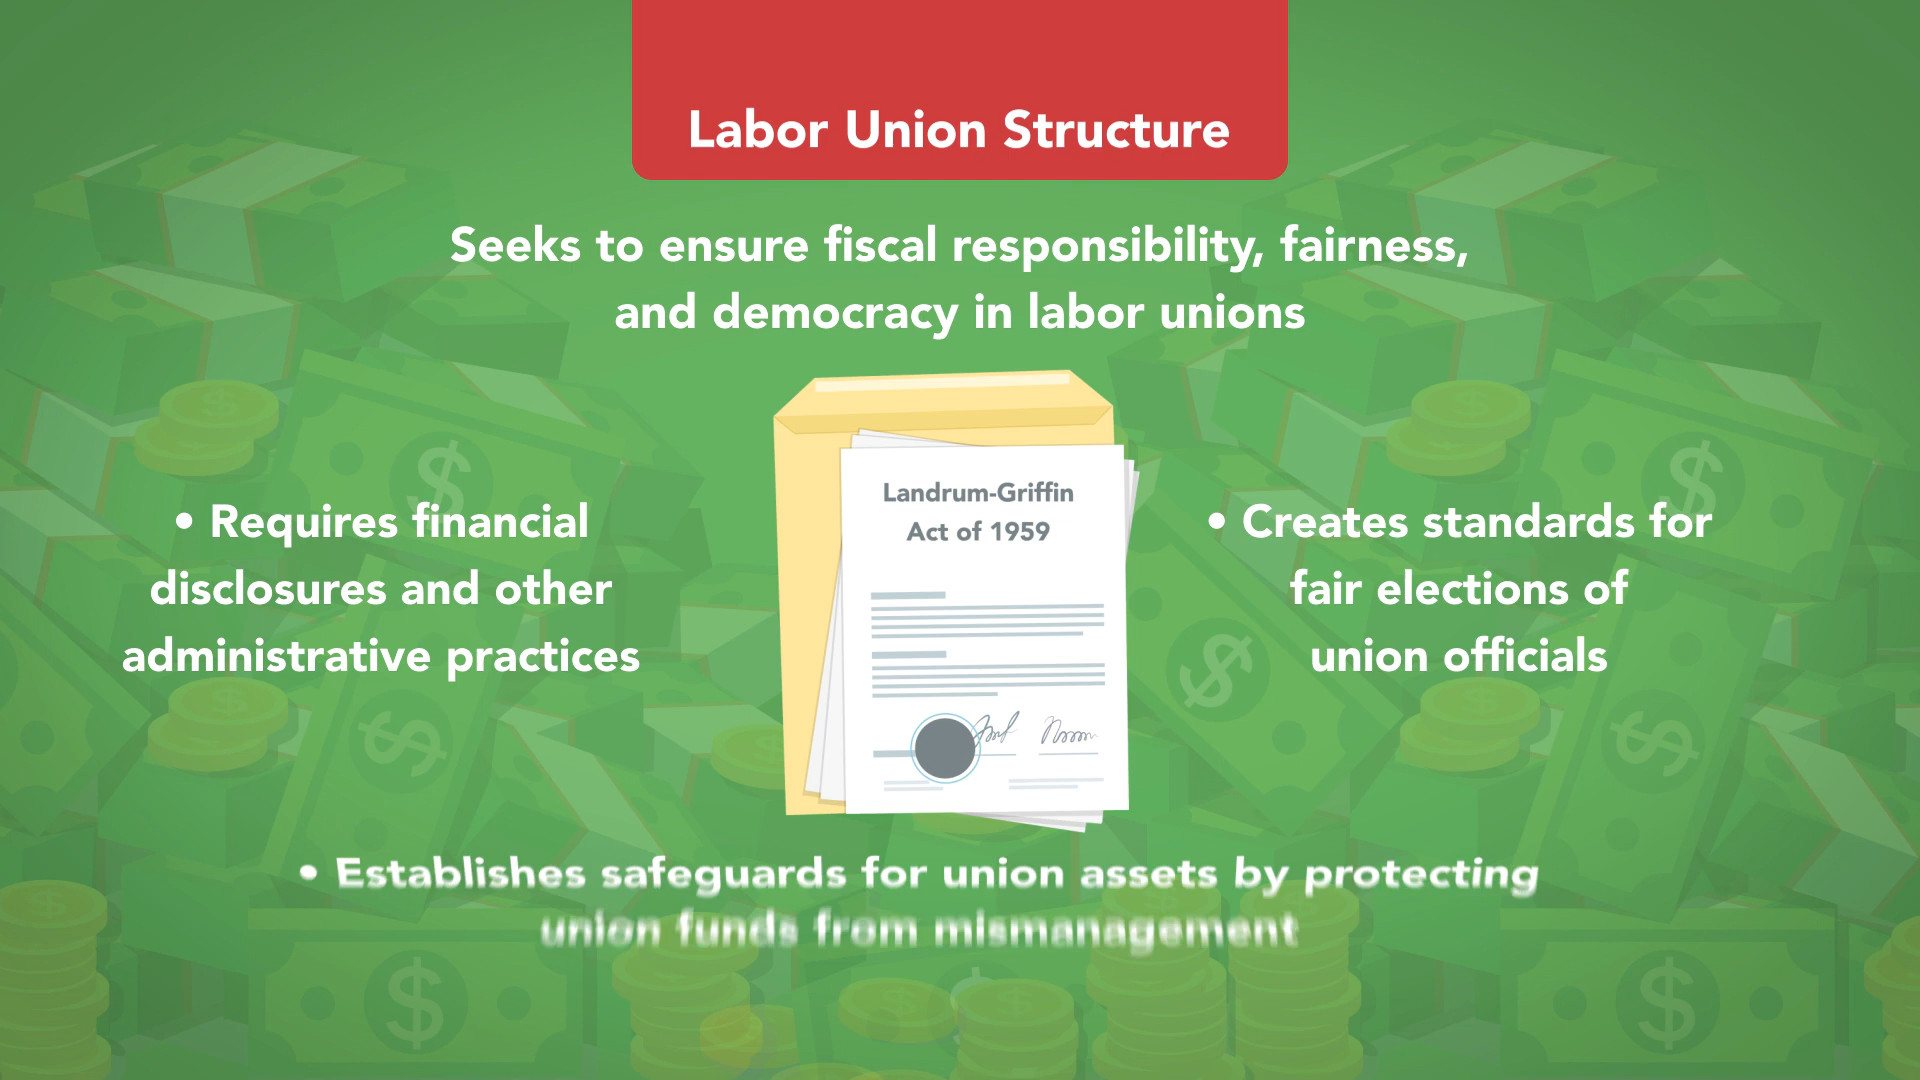 Labor Union Structure
Seeks to ensure fiscal responsibility, fairness,
and democracy in labor unions
Landrum-Griffin
Act of 1959
• Requires financial
disclosures and other
administrative practices
• Creates standards for
fair elections of
union officials
• Establishes safeguards for union assets by protecting
union funds from mismanagement